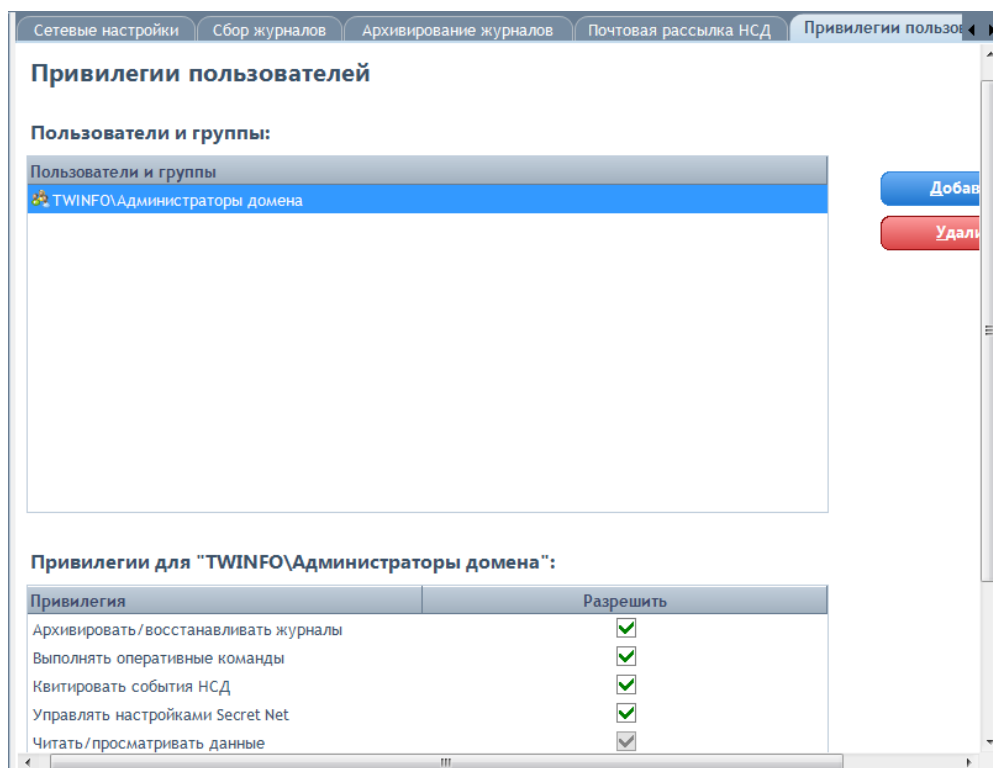 Сетевые настройки
Сбор журналов
Архивирование журналов
Почтовая рассылка НСД
Привилегии пользов
Привилегии пользователей
Пользователи и группы:
Пользователи и группы
TWINFO\Администраторы домена
Добав
Удали
Привилегии для "TWINFO\Администраторы домена":
Привилегия Разрешить
Архивировать/восстанавливать журналы
Выполнять оперативные команды
Квитировать события НСД
Управлять настройками Secret Net
Читать/просматривать данные